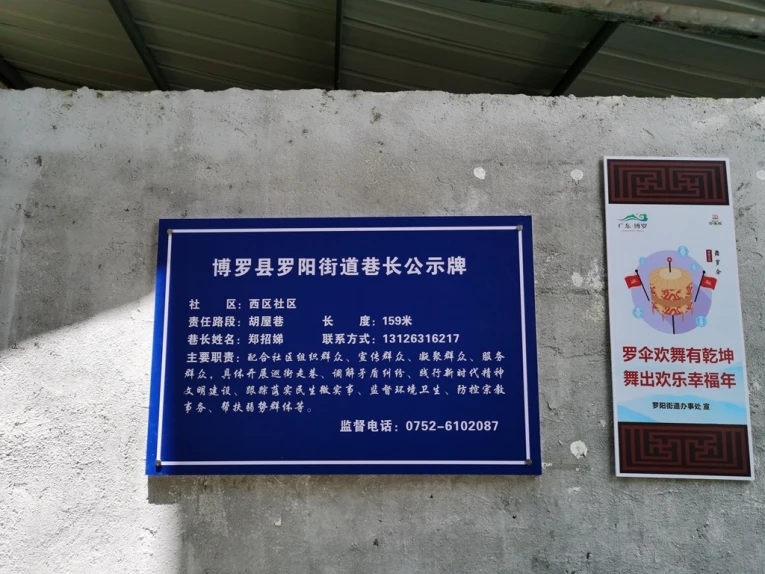 博罗县罗阳街道巷长公示牌
社 区：西区社区
责任路段：胡屋巷 长 度：159米
巷长姓名：郑招娣 联系方式：13126316217
主要职责：配合社区组织群众、宣传群众、凝聚群众、服务
群众，具体开展巡街走巷、调解矛盾纠纷、践行新时代精神
文明建设、跟踪落实民生微实事、监督环境卫生、防控宗教
事务、帮扶弱势群体等。
监督电话：0752-6102087
广东·博罗
罗伞欢舞有乾坤
舞出欢乐幸福年
罗阳街道办事处 宣